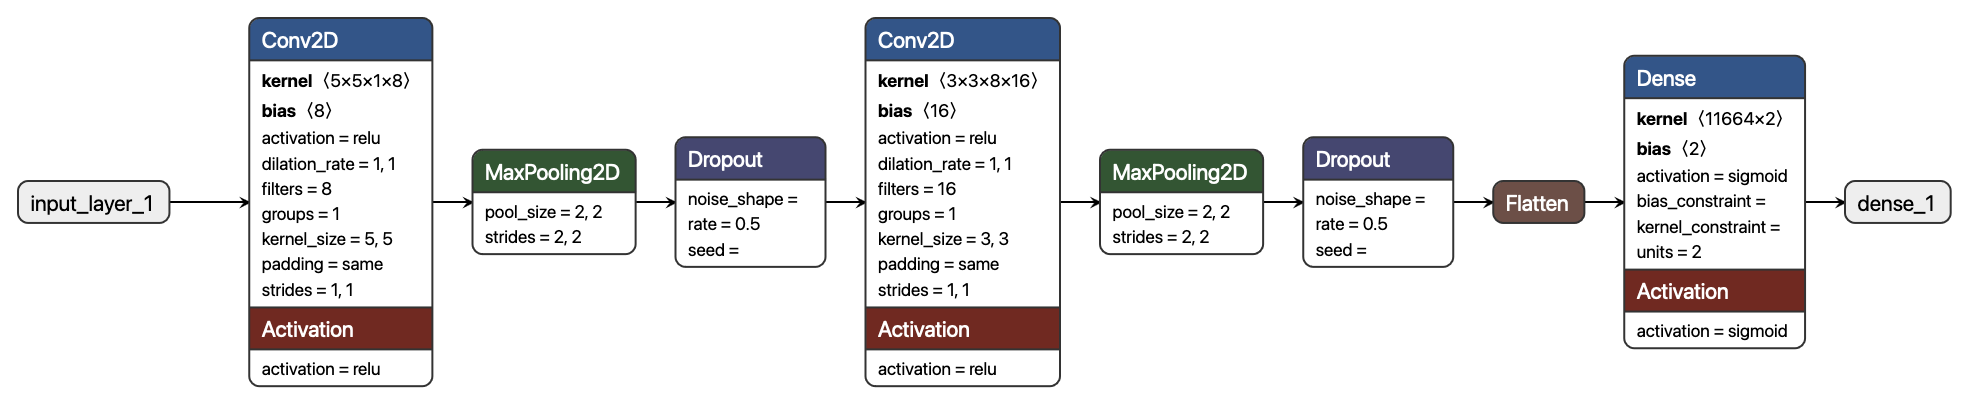 input_layer_1
Conv2D
kernel 〈5×5×1×8〉
bias 〈8〉
activation = relu
dilation_rate = 1, 1
filters = 8
groups = 1
kernel_size = 5, 5
padding = same
strides = 1, 1
Activation
activation = relu
MaxPooling2D
pool_size = 2, 2
strides = 2, 2
Dropout
noise_shape =
rate = 0.5
seed =
Conv2D
kernel 〈3×3×8×16〉
bias 〈16〉
activation = relu
dilation_rate = 1, 1
filters = 16
groups = 1
kernel_size = 3, 3
padding = same
strides = 1, 1
Activation
activation = relu
MaxPooling2D
pool_size = 2, 2
strides = 2, 2
Dropout
noise_shape =
rate = 0.5
seed =
Flatten
Dense
kernel 〈11664×2〉
bias 〈2〉
activation = sigmoid
bias_constraint =
kernel_constraint =
units = 2
Activation
activation = sigmoid
dense_1